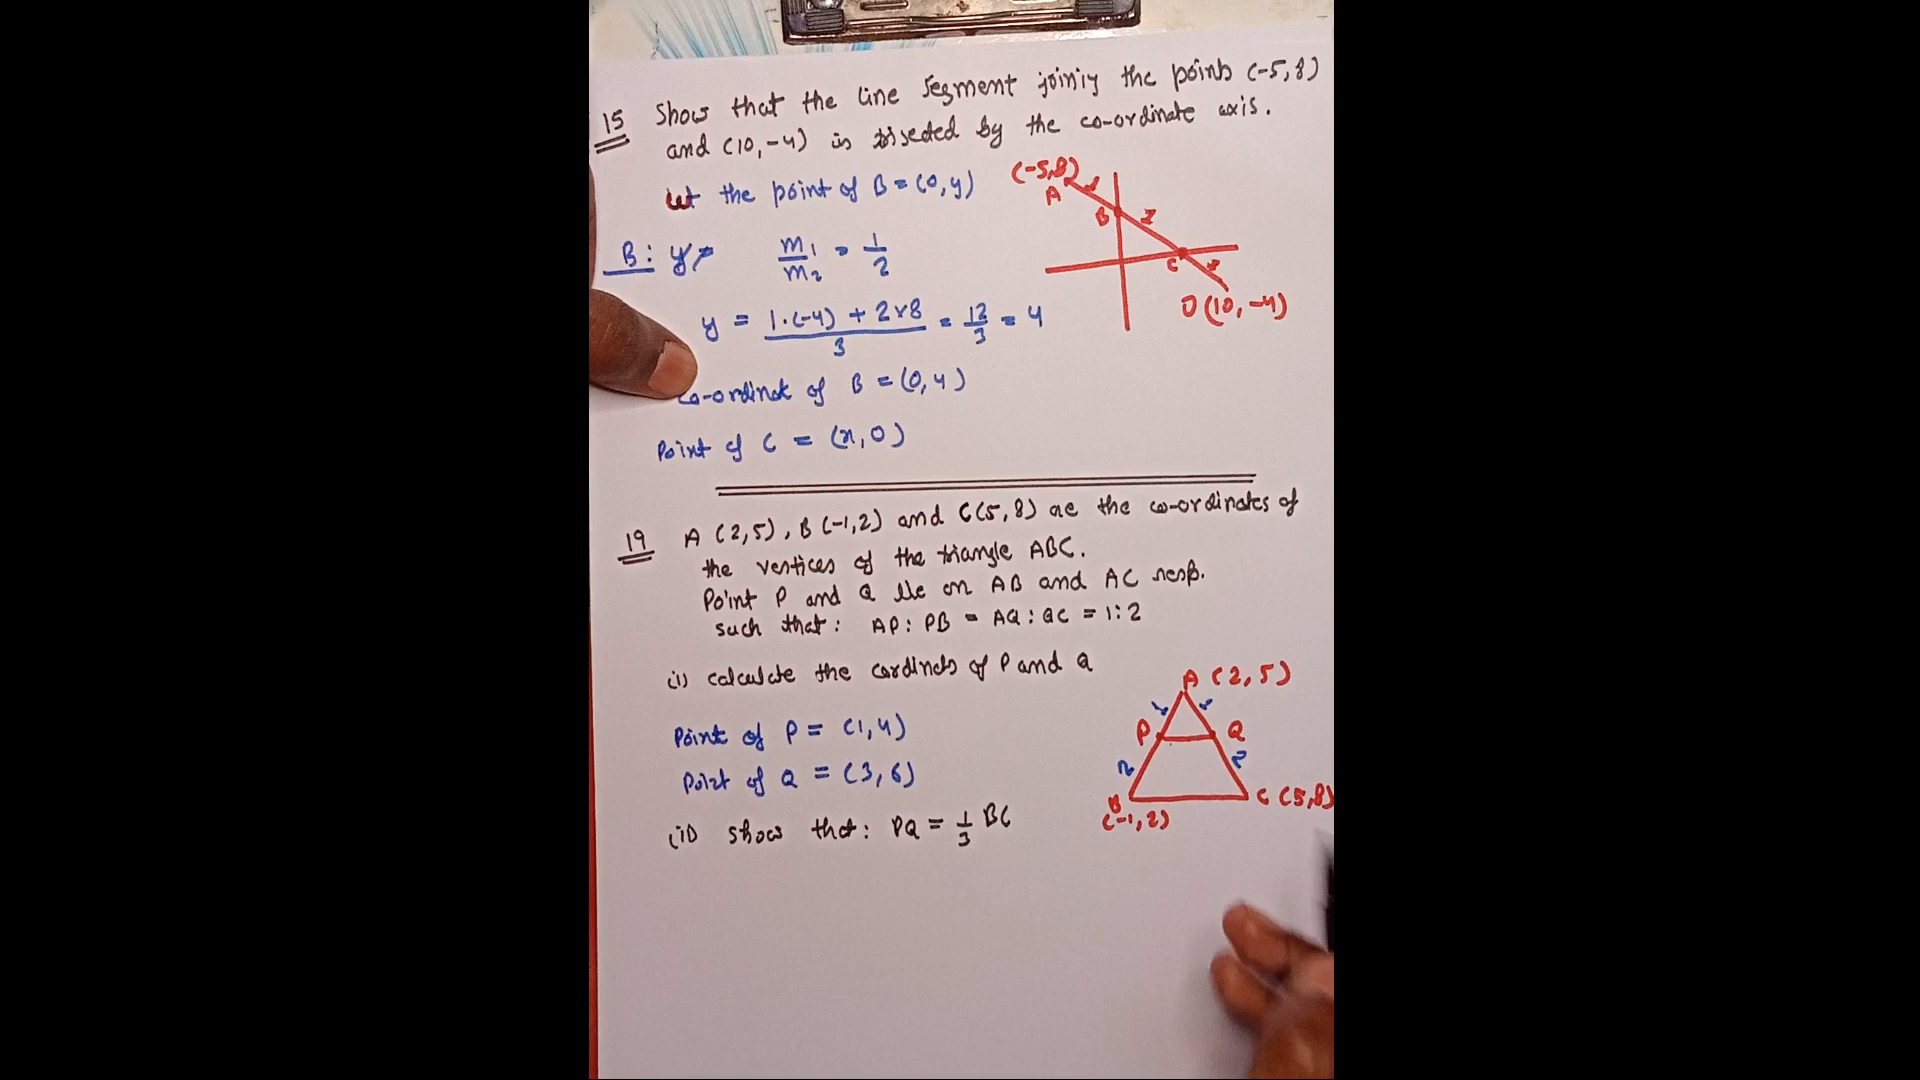 15 Show that the line segment joining the points (-5,8)
and (10,-4) is trisected by the co-ordinate axis.
Let the point of B = (0,y)
(-5,8)
A
B
2
C
D(10,-4)
B: y= m1/m2 = 1/2
y = 1.(-4) + 2x8 / 3 = 12/3 = 4
co-ordinat of B = (0,4)
Point of C = (x,0)
19 A (2,5), B (-1,2) and C(5,8) are the co-ordinates of
the vertices of the triangle ABC.
Point P and Q lie on AB and AC resp.
such that: AP: PB = AQ: QC = 1:2
(i) calculate the cordinets of P and Q
Point of P = (1,4)
Point of Q = (3,6)
(ii) show that: PQ = 1/3 BC
A (2,5)
1 1
P Q
2 2
B C (5,8)
(-1,2)